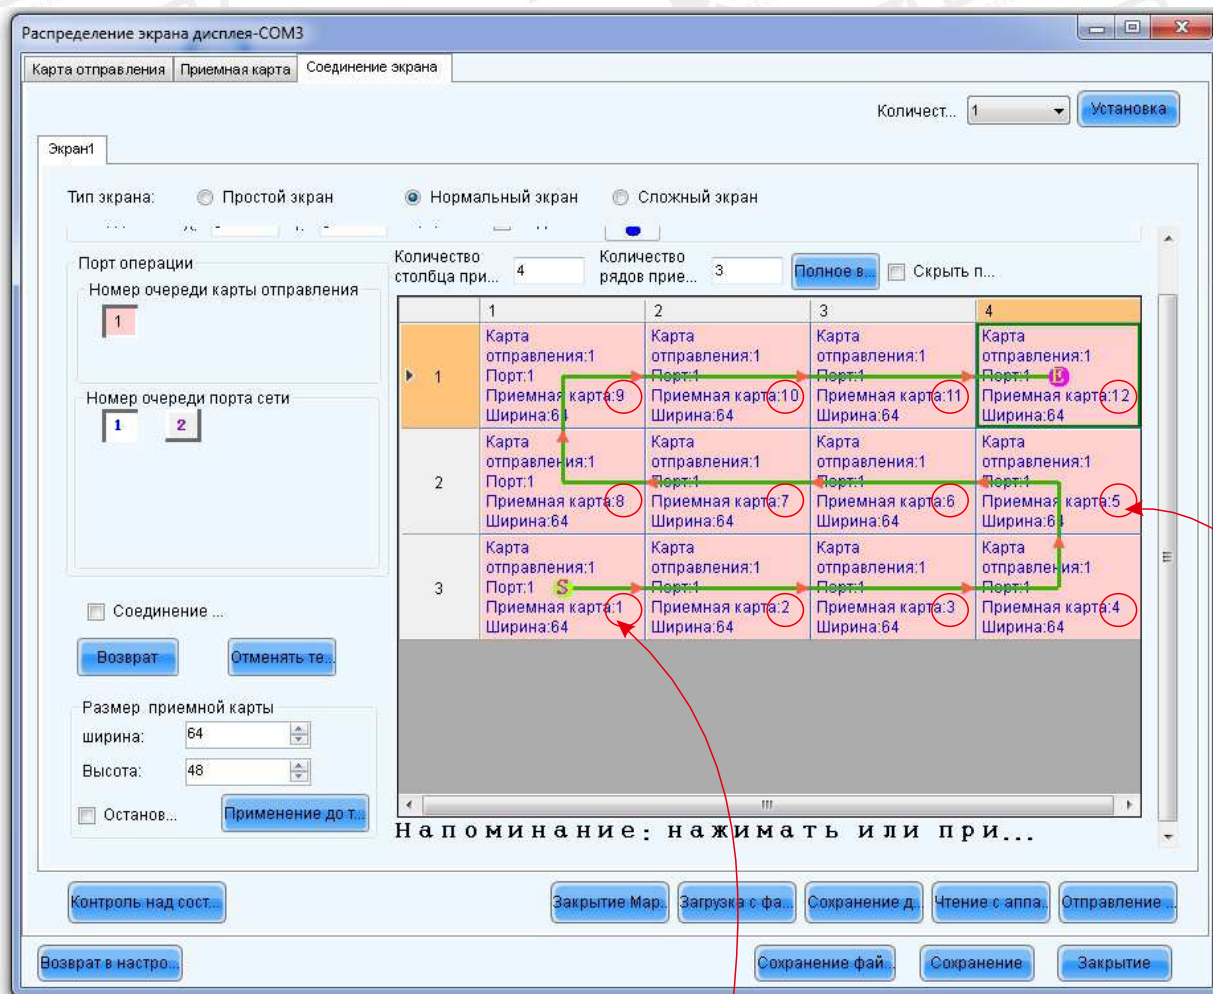 Распределение экрана дисплея-COM3
Карта отправления Приемная карта Соединение экрана
Количест... 1 Установка
Экран1
Тип экрана: Простой экран Нормальный экран Сложный экран
Порт операции
Номер очереди карты отправления
1
Номер очереди порта сети
1 2
Соединение ...
Возврат Отменять те...
Размер приемной карты
ширина: 64
Высота: 48
Останов... Применение до т...
Количество столбца при... 4
Количество рядов прие... 3
Полное в... Скрыть п...
1 2 3 4
1
Карта
отправления:1
Порт:1
Приемная карта:9
Ширина:64
Карта
отправления:1
Порт:1
Приемная карта:10
Ширина:64
Карта
отправления:1
Порт:1
Приемная карта:11
Ширина:64
Карта
отправления:1
Порт:1
E
Приемная карта:12
Ширина:64
2
Карта
отправления:1
Порт:1
Приемная карта:8
Ширина:64
Карта
отправления:1
Порт:1
Приемная карта:7
Ширина:64
Карта
отправления:1
Порт:1
Приемная карта:6
Ширина:64
Карта
отправления:1
Порт:1
Приемная карта:5
Ширина:64
3
Карта
отправления:1
Порт:1 S
Приемная карта:1
Ширина:64
Карта
отправления:1
Порт:1
Приемная карта:2
Ширина:64
Карта
отправления:1
Порт:1
Приемная карта:3
Ширина:64
Карта
отправления:1
Порт:1
Приемная карта:4
Ширина:64
Напоминание: нажимать или при...
Контроль над сост... Закрытие Мар.. Загрузка с фа... Сохранение д... Чтение с аппа.. Отправление ...
Возврат в настро... Сохранение фай... Сохранение Закрытие